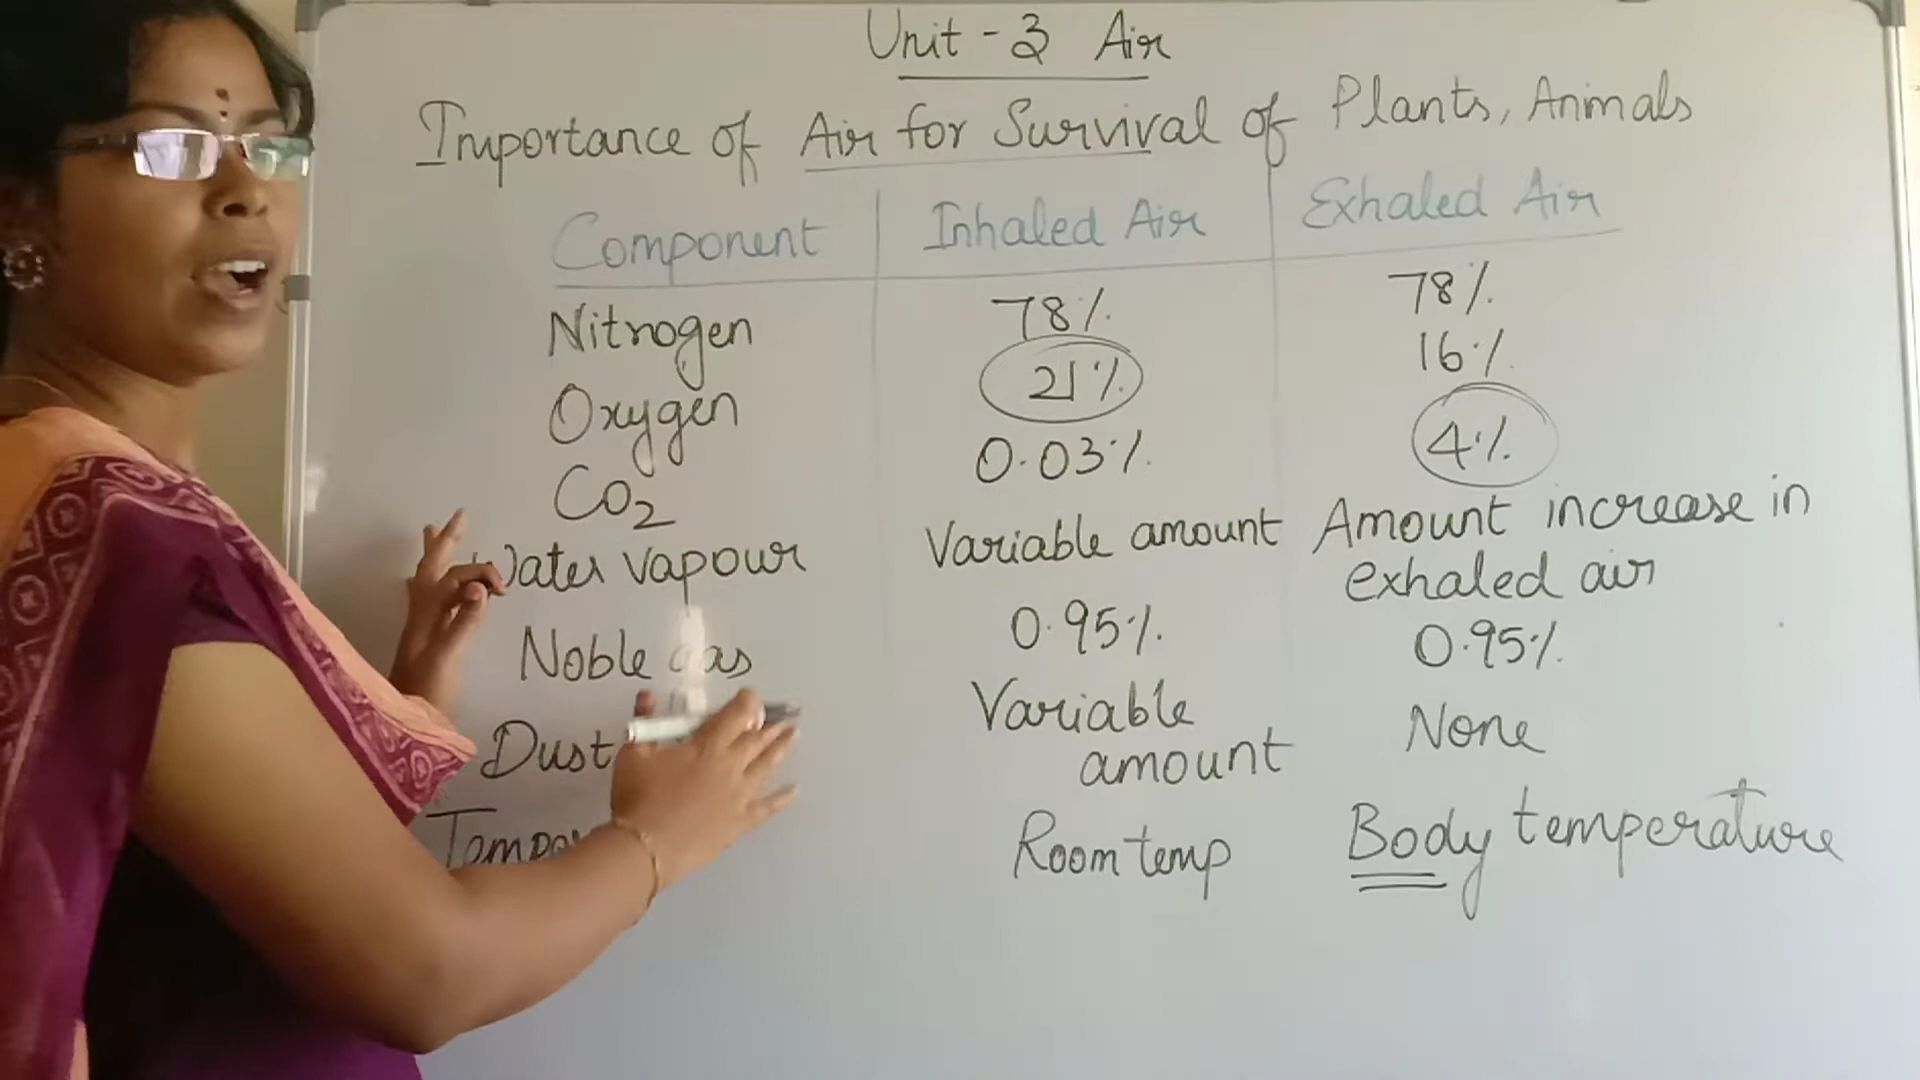 Unit - 3 Air
Importance of Air for Survival of Plants, Animals
Component Inhaled Air Exhaled Air
Nitrogen 78% 78%
Oxygen 21% 16%
CO2 0.03% 4%
Water vapour Variable amount Amount increase in
exhaled air
Noble gas 0.95% 0.95%
Dust Variable None
amount
Room temp Body temperature